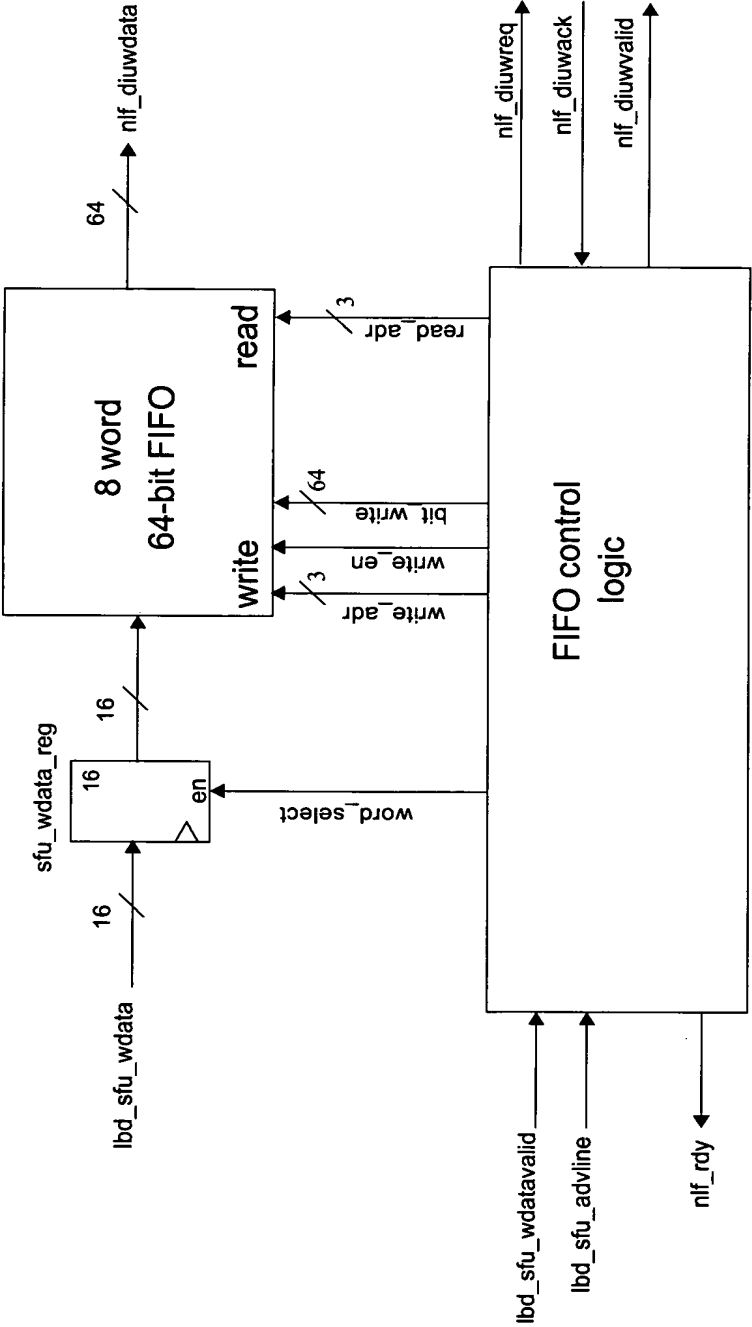 lbd_sfu_wdata
16
sfu_wdata_reg
16
en
16
8 word
64-bit FIFO
write
read
64
nlf_diuwdata
word_select
write_adr
3
write_en
bit_write
64
read_adr
3
FIFO control
logic
lbd_sfu_wdatavalid
lbd_sfu_advline
nlf_rdy
nlf_diuwreq
nlf_diuwack
nlf_diuwvalid